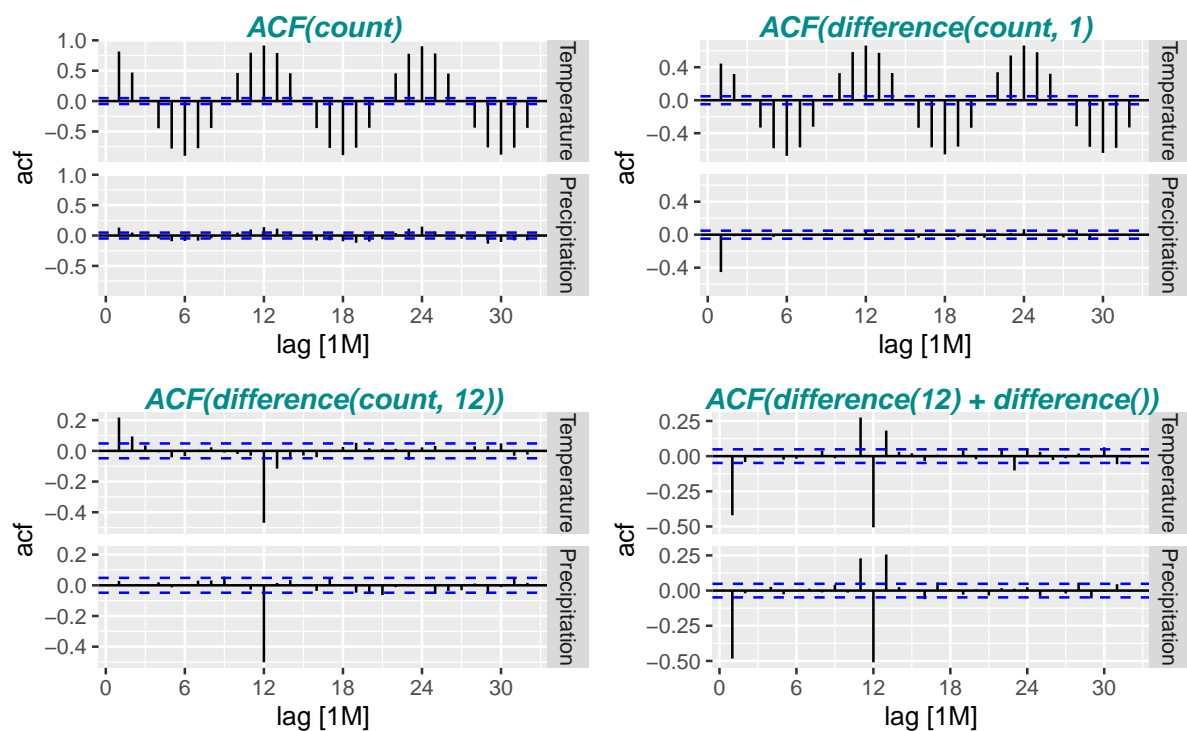 ACF(count)
1.0
0.5
0.0
−0.5
Temperature
1.0
0.5
0.0
−0.5
Precipitation
acf
0 6 12 18 24 30
lag [1M]
ACF(difference(count, 1)
0.4
0.0
−0.4
Temperature
0.4
0.0
−0.4
Precipitation
acf
0 6 12 18 24 30
lag [1M]
ACF(difference(count, 12))
0.2
0.0
−0.2
−0.4
Temperature
0.2
0.0
−0.2
−0.4
Precipitation
acf
0 6 12 18 24 30
lag [1M]
ACF(difference(12) + difference())
0.25
0.00
−0.25
−0.50
Temperature
0.25
0.00
−0.25
−0.50
Precipitation
acf
0 6 12 18 24 30
lag [1M]